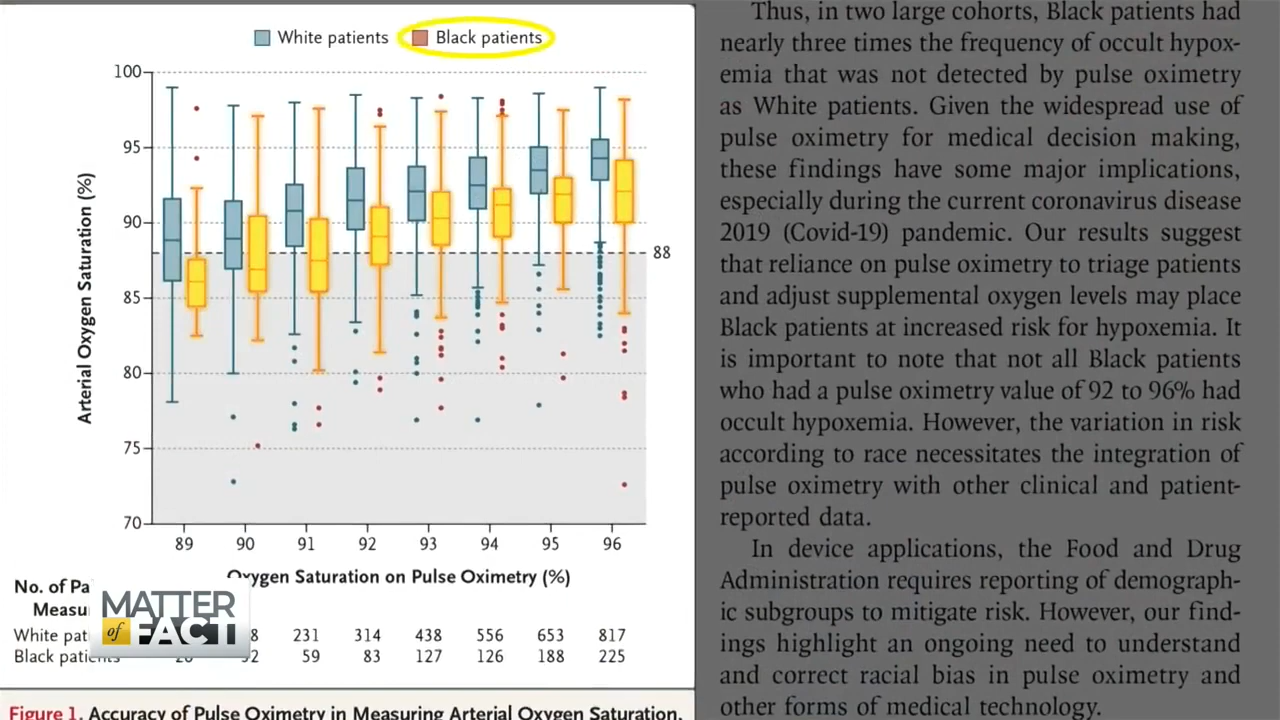 White patients Black patients
100
95
90
88
85
80
75
70
Arterial Oxygen Saturation (%)
89 90 91 92 93 94 95 96
Oxygen Saturation on Pulse Oximetry (%)
No. of Pa
Measu
White pat 8 231 314 438 556 653 817
Black patients 59 83 127 126 188 225
MATTER
of FACT
Figure 1. Accuracy of Pulse Oximetry in Measuring Arterial Oxygen Saturation,
Thus, in two large cohorts, Black patients had
nearly three times the frequency of occult hypox-
emia that was not detected by pulse oximetry
as White patients. Given the widespread use of
pulse oximetry for medical decision making,
these findings have some major implications,
especially during the current coronavirus disease
2019 (Covid-19) pandemic. Our results suggest
that reliance on pulse oximetry to triage patients
and adjust supplemental oxygen levels may place
Black patients at increased risk for hypoxemia. It
is important to note that not all Black patients
who had a pulse oximetry value of 92 to 96% had
occult hypoxemia. However, the variation in risk
according to race necessitates the integration of
pulse oximetry with other clinical and patient-
reported data.
In device applications, the Food and Drug
Administration requires reporting of demograph-
ic subgroups to mitigate risk. However, our find-
ings highlight an ongoing need to understand
and correct racial bias in pulse oximetry and
other forms of medical technology.